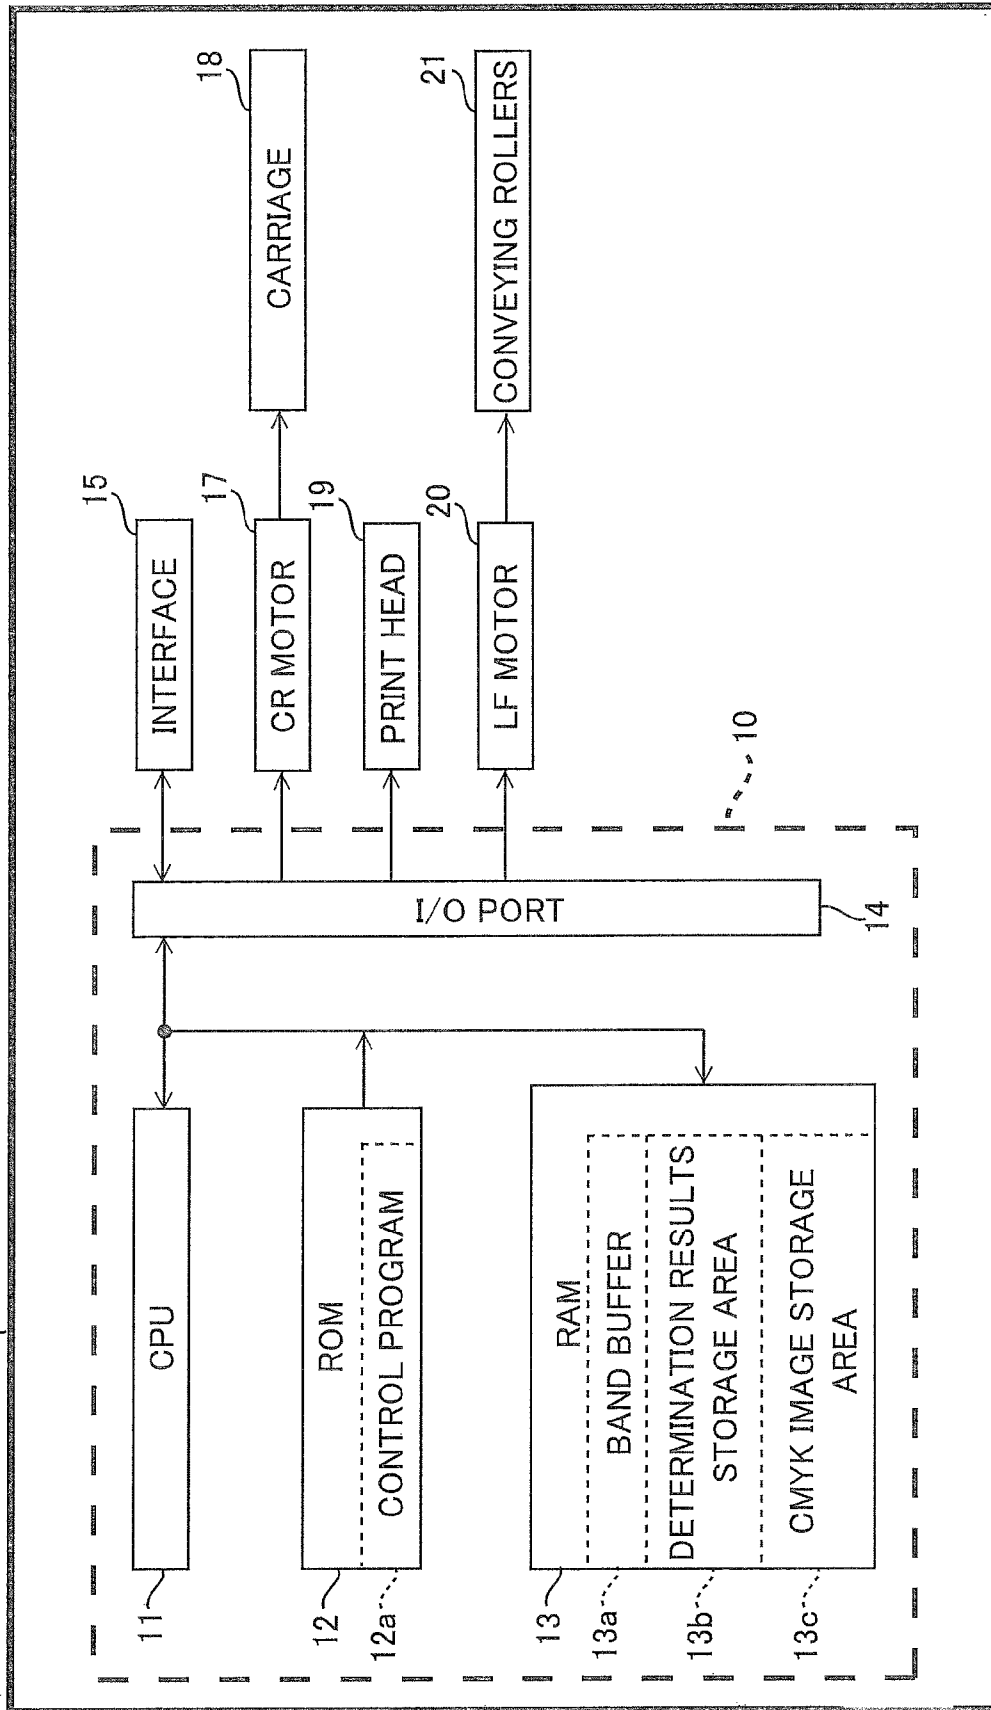 11
CPU
12
ROM
12a
CONTROL PROGRAM
13
RAM
13a
BAND BUFFER
13b
DETERMINATION RESULTS
STORAGE AREA
13c
CMYK IMAGE STORAGE
AREA
I/O PORT
14
10
INTERFACE
15
CR MOTOR
17
PRINT HEAD
19
LF MOTOR
20
CARRIAGE
18
CONVEYING ROLLERS
21